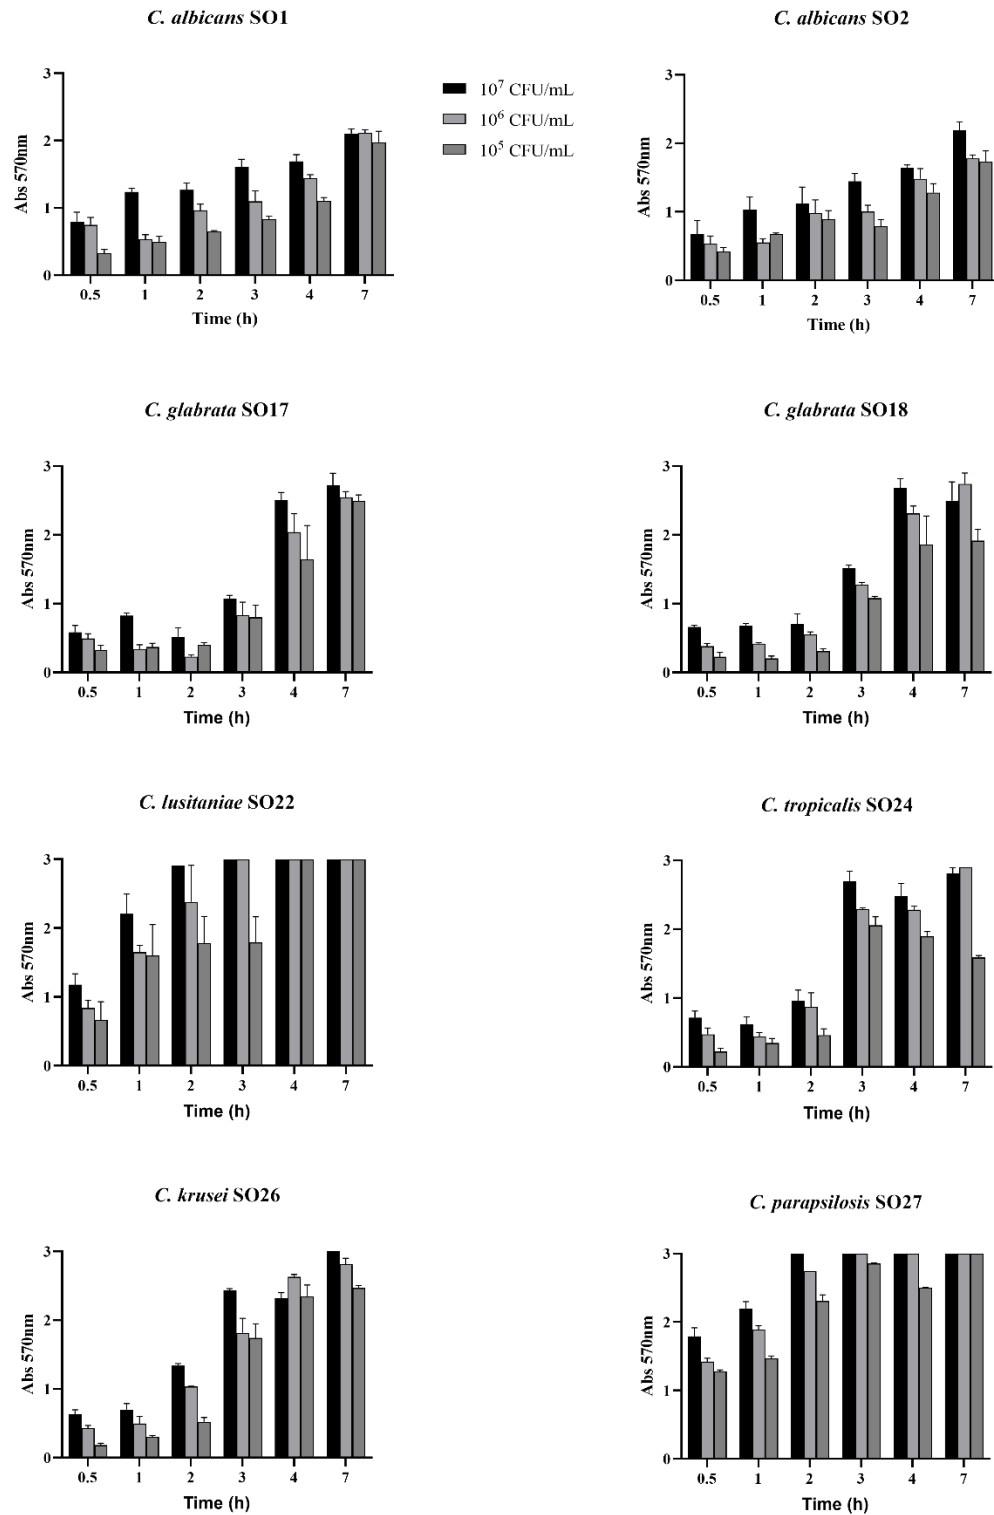 C. albicans SO1
C. albicans SO2
3
2
1
0
Abs 570nm
0.5 1 2 3 4 7
Time (h)
10⁷ CFU/mL
10⁶ CFU/mL
10⁵ CFU/mL
3
2
1
0
Abs 570nm
0.5 1 2 3 4 7
Time (h)
C. glabrata SO17
C. glabrata SO18
3
2
1
0
Abs 570nm
0.5 1 2 3 4 7
Time (h)
3
2
1
0
Abs 570nm
0.5 1 2 3 4 7
Time (h)
C. lusitaniae SO22
C. tropicalis SO24
3
2
1
0
Abs 570nm
0.5 1 2 3 4 7
Time (h)
3
2
1
0
Abs 570nm
0.5 1 2 3 4 7
Time (h)
C. krusei SO26
C. parapsilosis SO27
3
2
1
0
Abs 570nm
0.5 1 2 3 4 7
Time (h)
3
2
1
0
Abs 570nm
0.5 1 2 3 4 7
Time (h)